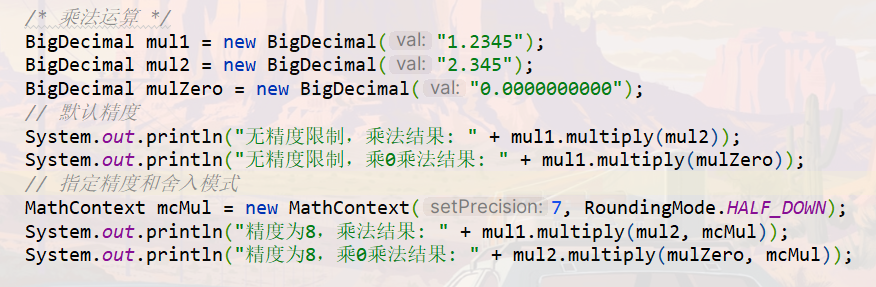 /* 乘法运算 */
BigDecimal mul1 = new BigDecimal( val: "1.2345");
BigDecimal mul2 = new BigDecimal( val: "2.345");
BigDecimal mulZero = new BigDecimal( val: "0.0000000000");
// 默认精度
System.out.println("无精度限制，乘法结果: " + mul1.multiply(mul2));
System.out.println("无精度限制，乘0乘法结果: " + mul1.multiply(mulZero));
// 指定精度和舍入模式
MathContext mcMul = new MathContext( setPrecision: 7, RoundingMode.HALF_DOWN);
System.out.println("精度为8，乘法结果: " + mul1.multiply(mul2, mcMul));
System.out.println("精度为8，乘0乘法结果: " + mul2.multiply(mulZero, mcMul));